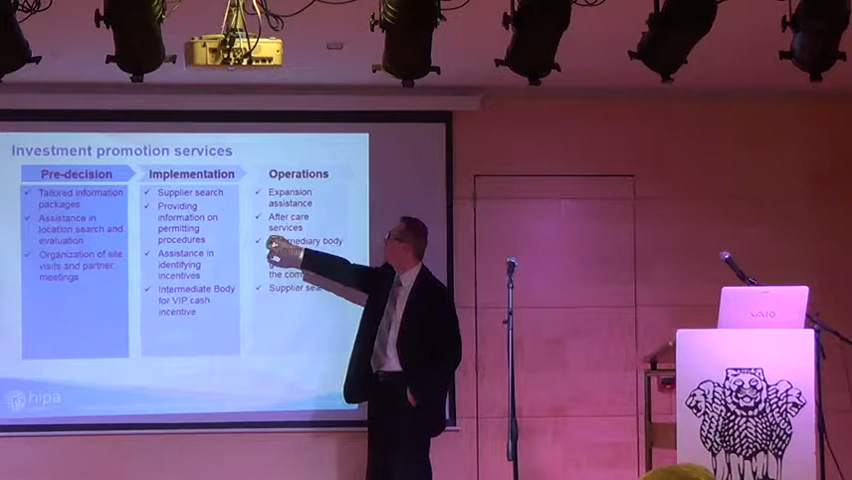 Investment promotion services
Pre-decision
Implementation
Operations
✓ Tailored information
packages
✓ Assistance in
location search and
evaluation
✓ Organization of site
visits and partner
meetings
✓ Supplier search
✓ Providing
information on
permitting
procedures
✓ Assistance in
identifying
incentives
✓ Intermediate Body
for VIP cash
incentive
✓ Expansion
assistance
✓ After care
services
✓ body
the
✓ Supplier
hipa
VAIO